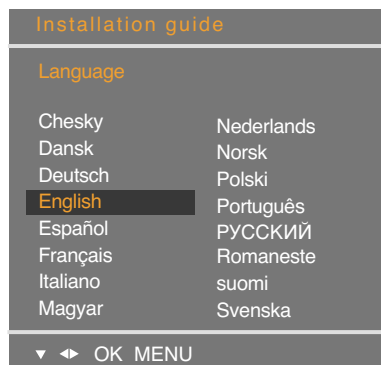 Installation guide
Language
Chesky
Dansk
Deutsch
English
Español
Français
Italiano
Magyar
Nederlands
Norsk
Polski
Português
РУССКИЙ
Romaneste
suomi
Svenska
OK MENU